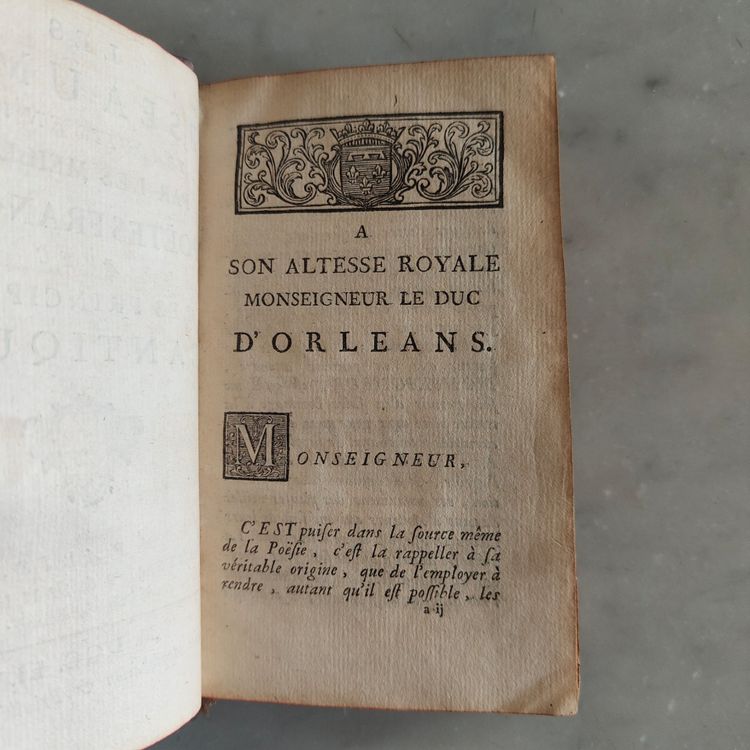 A
SON ALTESSE ROYALE
MONSEIGNEUR LE DUC
D'ORLEANS.
MONSEIGNEUR,
C'EST puiſer dans la ſource même
de la Poëſie, c'eſt la rappeller à ſa
véritable origine, que de l'employer à
rendre, autant qu'il eſt poſſible, les
a ij